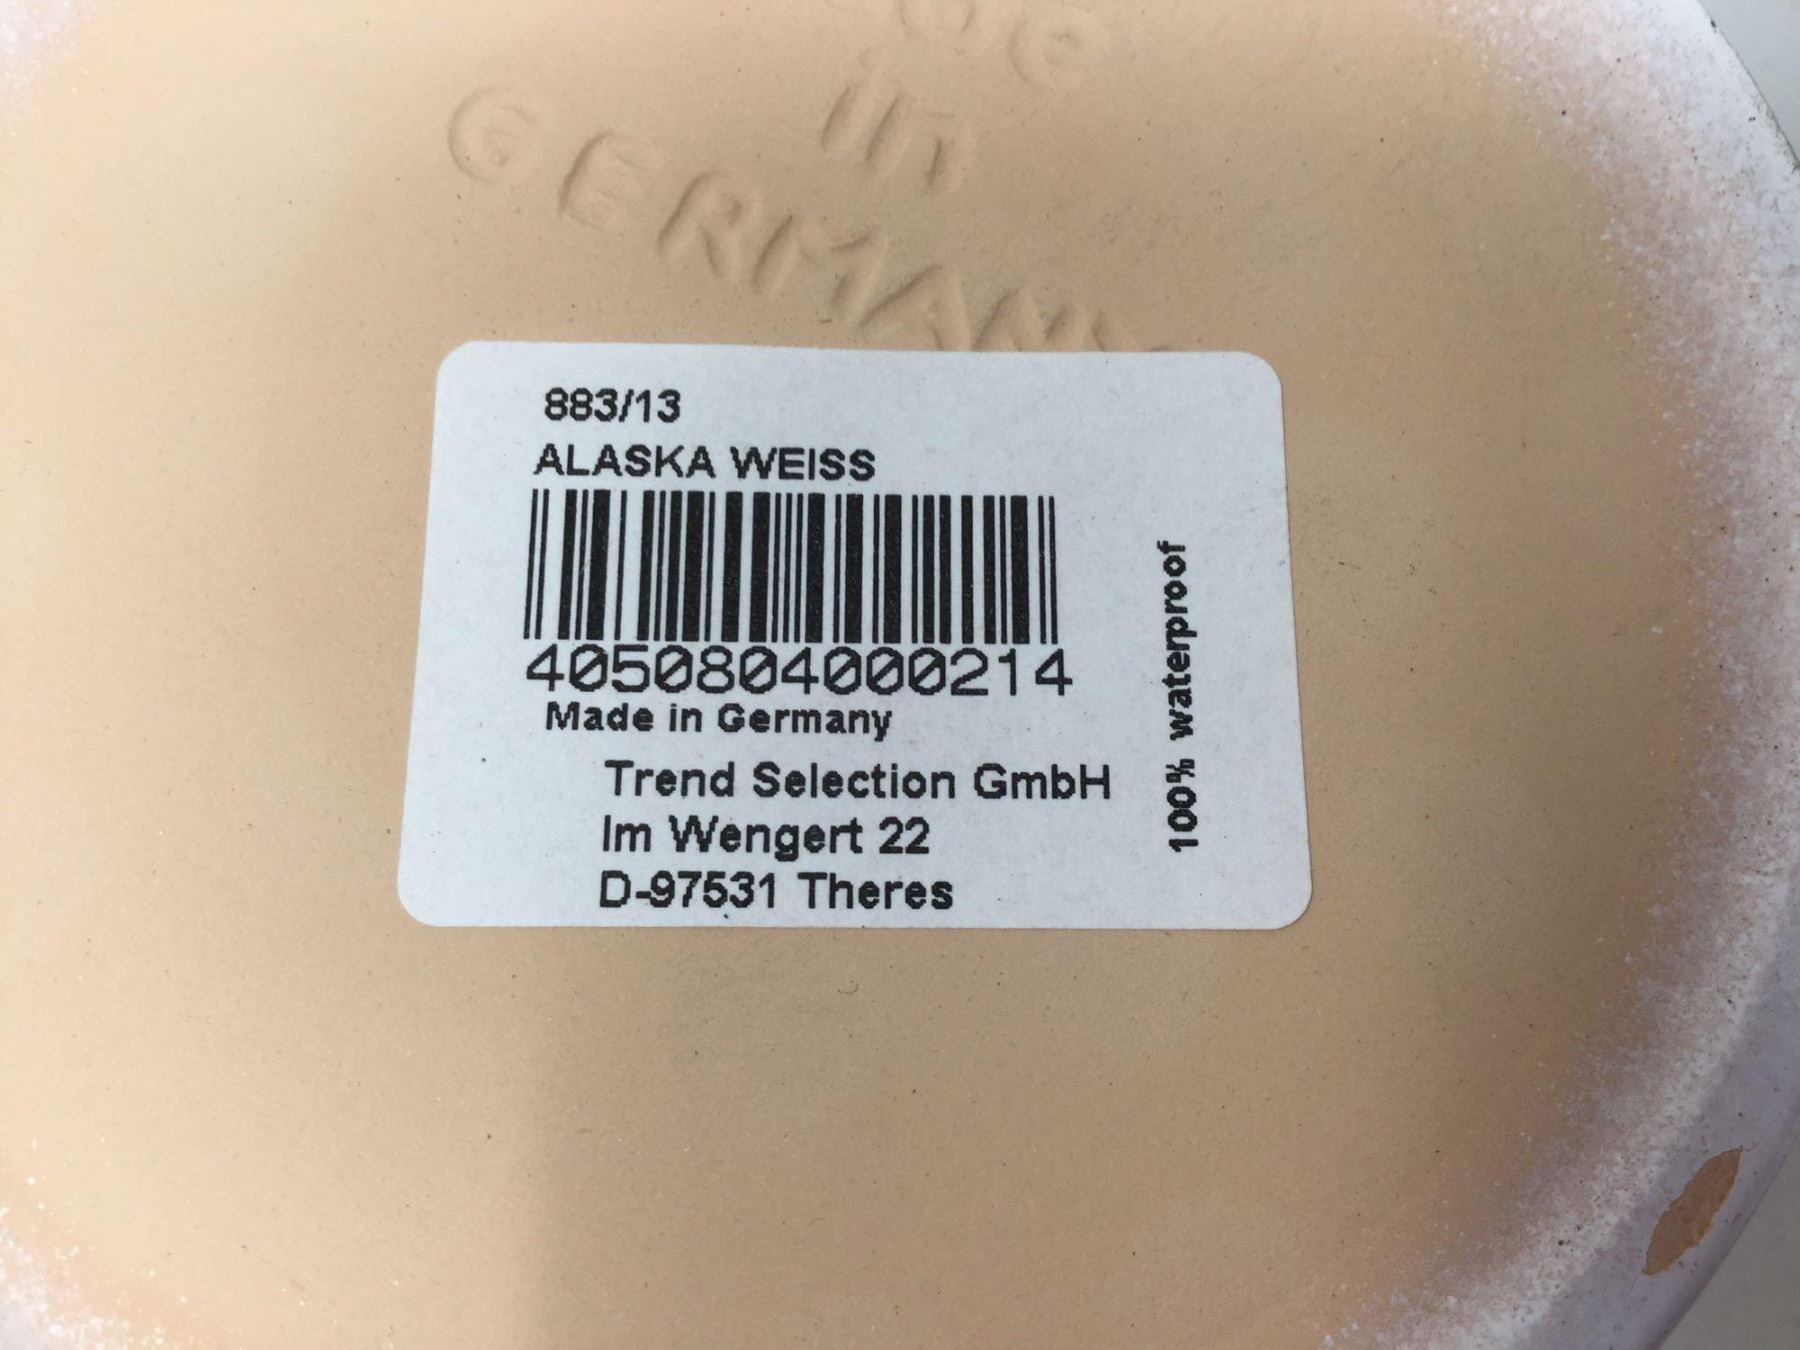 in
GERMANY
883/13
ALASKA WEISS
4050804000214
Made in Germany
Trend Selection GmbH
Im Wengert 22
D-97531 Theres
100% waterproof